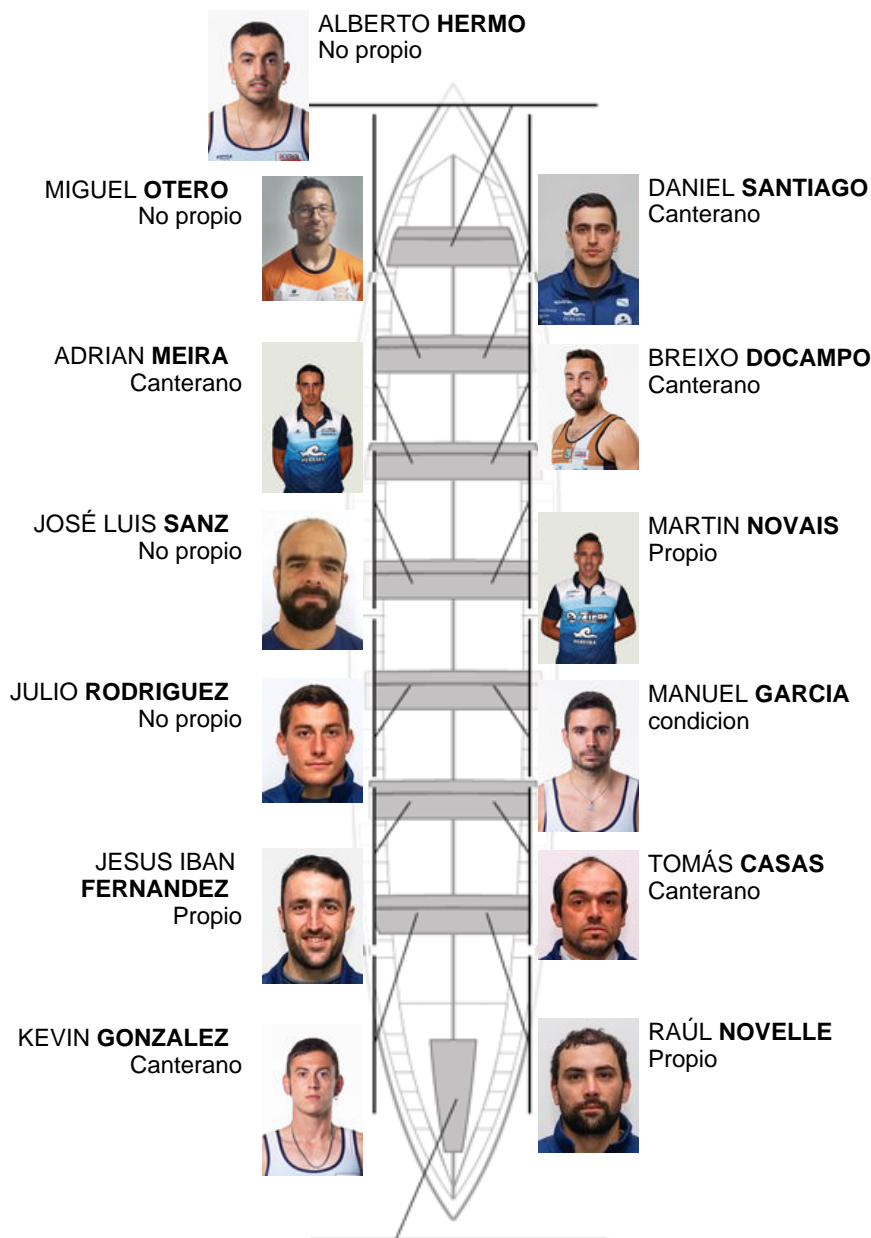 ALBERTO HERMO
No propio
MIGUEL OTERO
No propio
DANIEL SANTIAGO
Canterano
ADRIAN MEIRA
Canterano
BREIXO DOCAMPO
Canterano
JOSÉ LUIS SANZ
No propio
MARTIN NOVAIS
Propio
JULIO RODRIGUEZ
No propio
MANUEL GARCIA
condicion
JESUS IBAN
FERNANDEZ
Propio
TOMÁS CASAS
Canterano
KEVIN GONZALEZ
Canterano
RAÚL NOVELLE
Propio